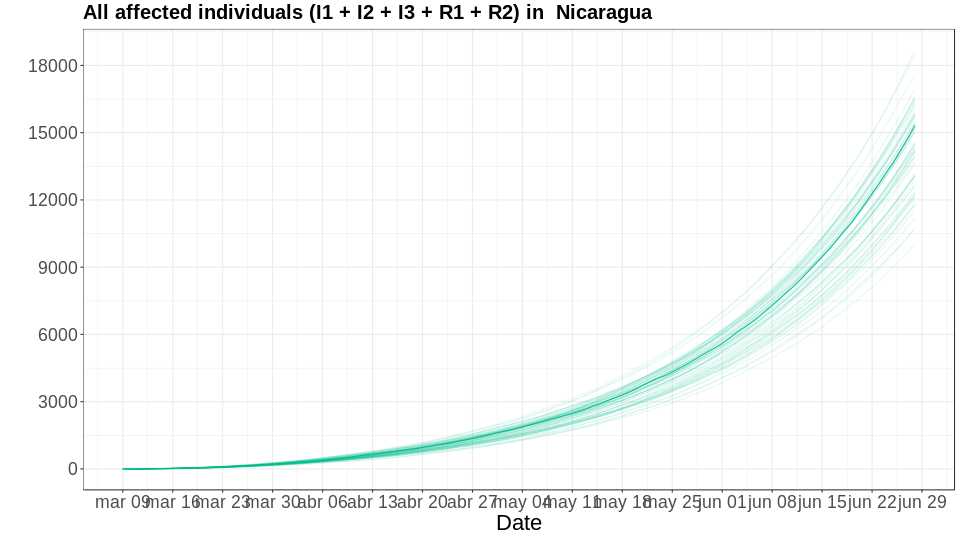 All affected individuals (I1 + I2 + I3 + R1 + R2) in  Nicaragua
18000
15000
12000
9000
6000
3000
0
mar 09 mar 16 mar 23 mar 30 abr 06 abr 13 abr 20 abr 27 may 04 may 11 may 18 may 25 jun 01 jun 08 jun 15 jun 22 jun 29
Date